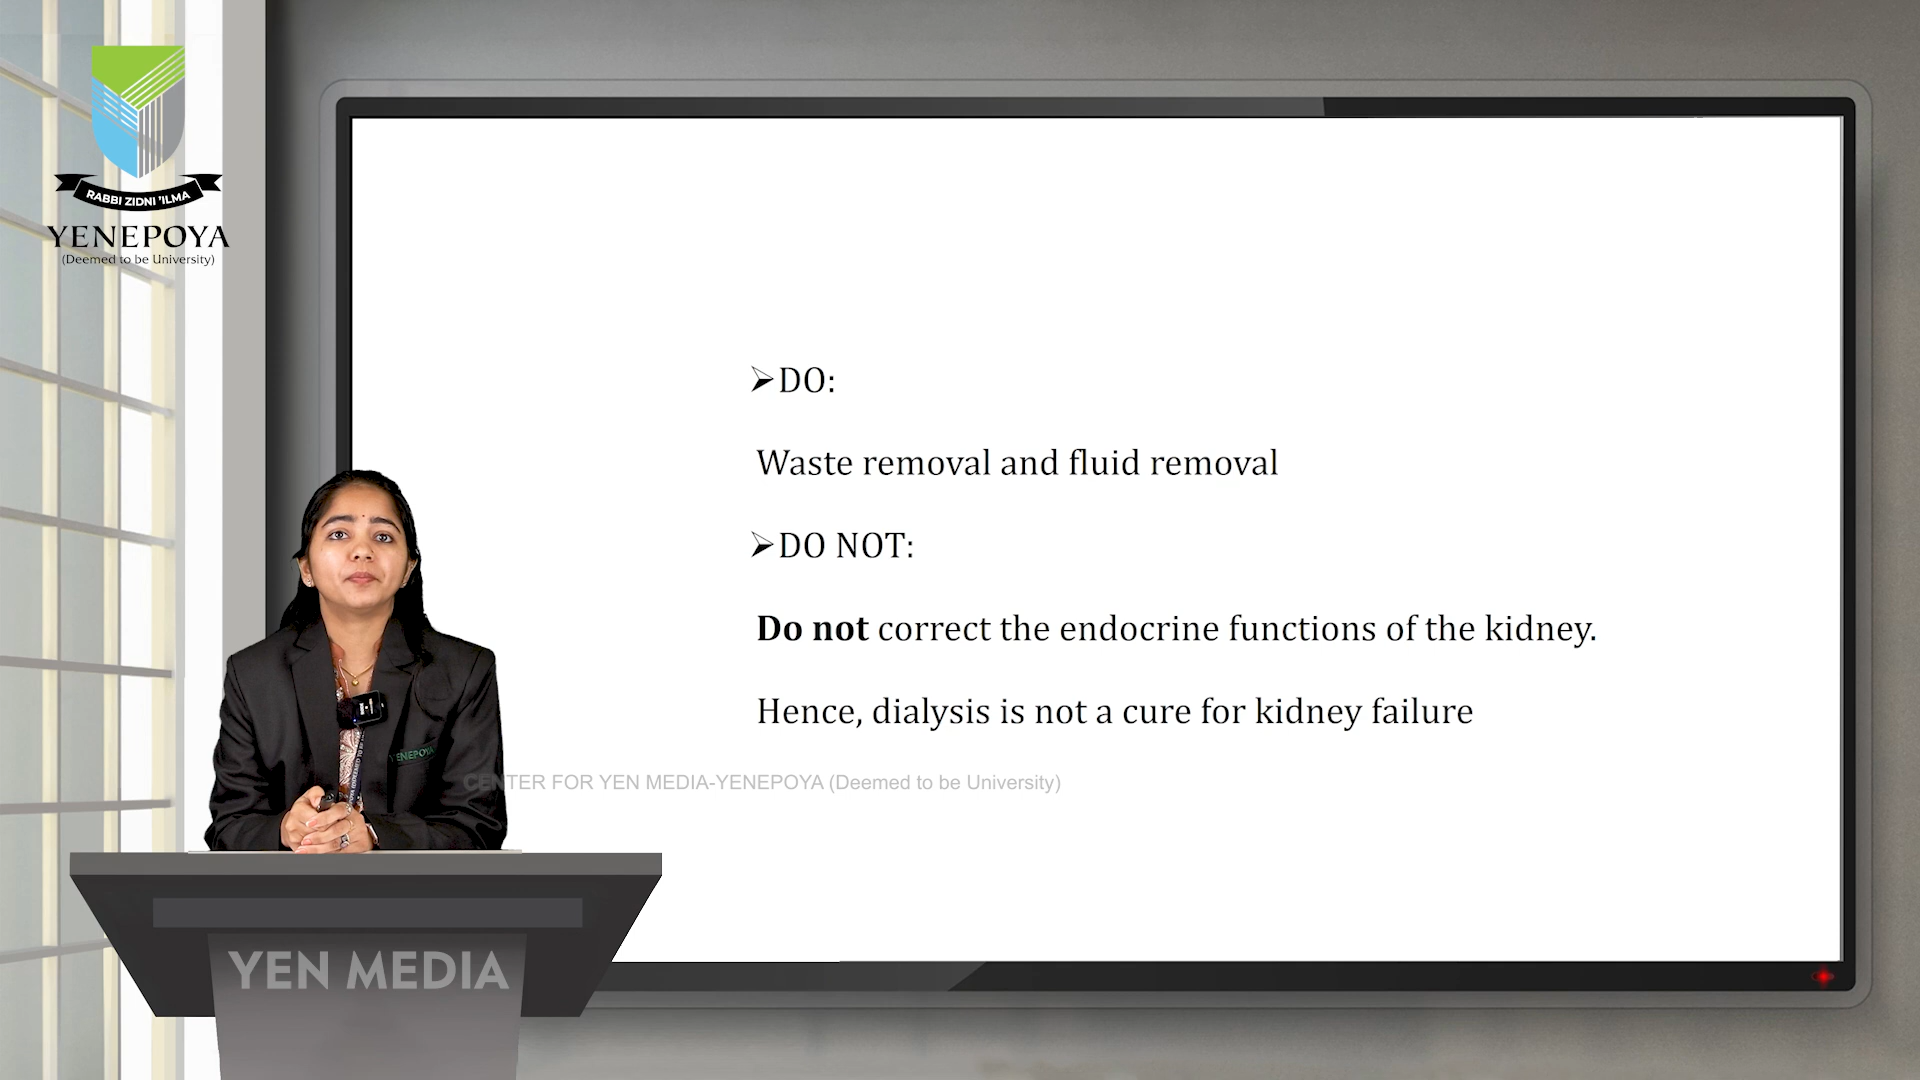 RABBI ZIDNI 'ILMA
YENEPOYA
(Deemed to be University)
➢DO:
Waste removal and fluid removal
➢DO NOT:
Do not correct the endocrine functions of the kidney.
Hence, dialysis is not a cure for kidney failure
YENEPOYA
CENTER FOR YEN MEDIA-YENEPOYA (Deemed to be University)
YEN MEDIA